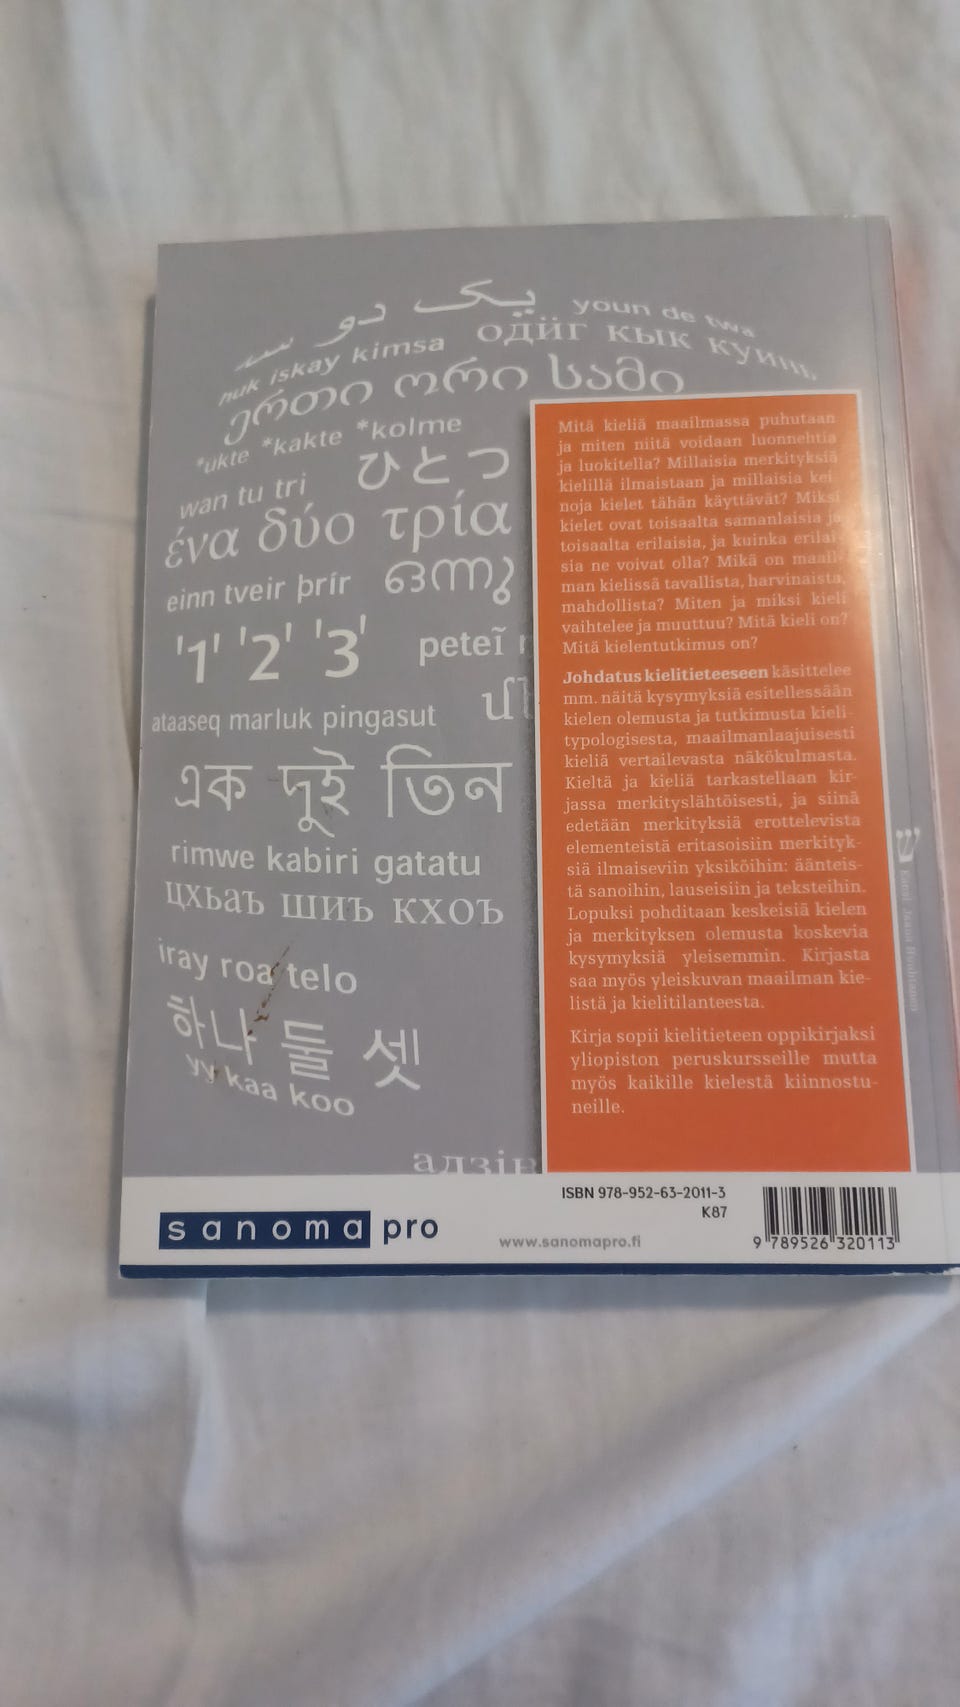 یک دو سه
youn de twa
huk iskay kimsa
одӥг кык куинь
ერთი ორი სამი
*ükte *kakte *kolme
wan tu tri
ひとつ
ένα δύο τρία
einn tveir þrír
ഒന്നു
'1' '2' '3'
peteĩ
ataaseq marluk pingasut
մե
এক দুই তিন
rimwe kabiri gatatu
цхьаъ шиъ кхоъ
iray roa telo
하나 둘 셋
yy kaa koo
адзін
Mitä kieliä maailmassa puhutaan
ja miten niitä voidaan luonnehtia
ja luokitella? Millaisia merkityksiä
kielillä ilmaistaan ja millaisia kei-
noja kielet tähän käyttävät? Miksi
kielet ovat toisaalta samanlaisia ja
toisaalta erilaisia, ja kuinka erilai-
sia ne voivat olla? Mikä on maail-
man kielissä tavallista, harvinaista,
mahdollista? Miten ja miksi kieli
vaihtelee ja muuttuu? Mitä kieli on?
Mitä kielentutkimus on?
Johdatus kielitieteeseen käsittelee
mm. näitä kysymyksiä esitellessään
kielen olemusta ja tutkimusta kieli-
typologisesta, maailmanlaajuisesti
kieliä vertailevasta näkökulmasta.
Kieltä ja kieliä tarkastellaan kir-
jassa merkityslähtöisesti, ja siinä
edetään merkityksiä erottelevista
elementeistä eritasoisiin merkityk-
siä ilmaiseviin yksiköihin: äänteis-
tä sanoihin, lauseisiin ja teksteihin.
Lopuksi pohditaan keskeisiä kielen
ja merkityksen olemusta koskevia
kysymyksiä yleisemmin. Kirjasta
saa myös yleiskuvan maailman kie-
listä ja kielitilanteesta.
Kirja sopii kielitieteen oppikirjaksi
yliopiston peruskursseille mutta
myös kaikille kielestä kiinnostu-
neille.
ש
sanoma pro
www.sanomapro.fi
ISBN 978-952-63-2011-3
K87
9 789526 320113